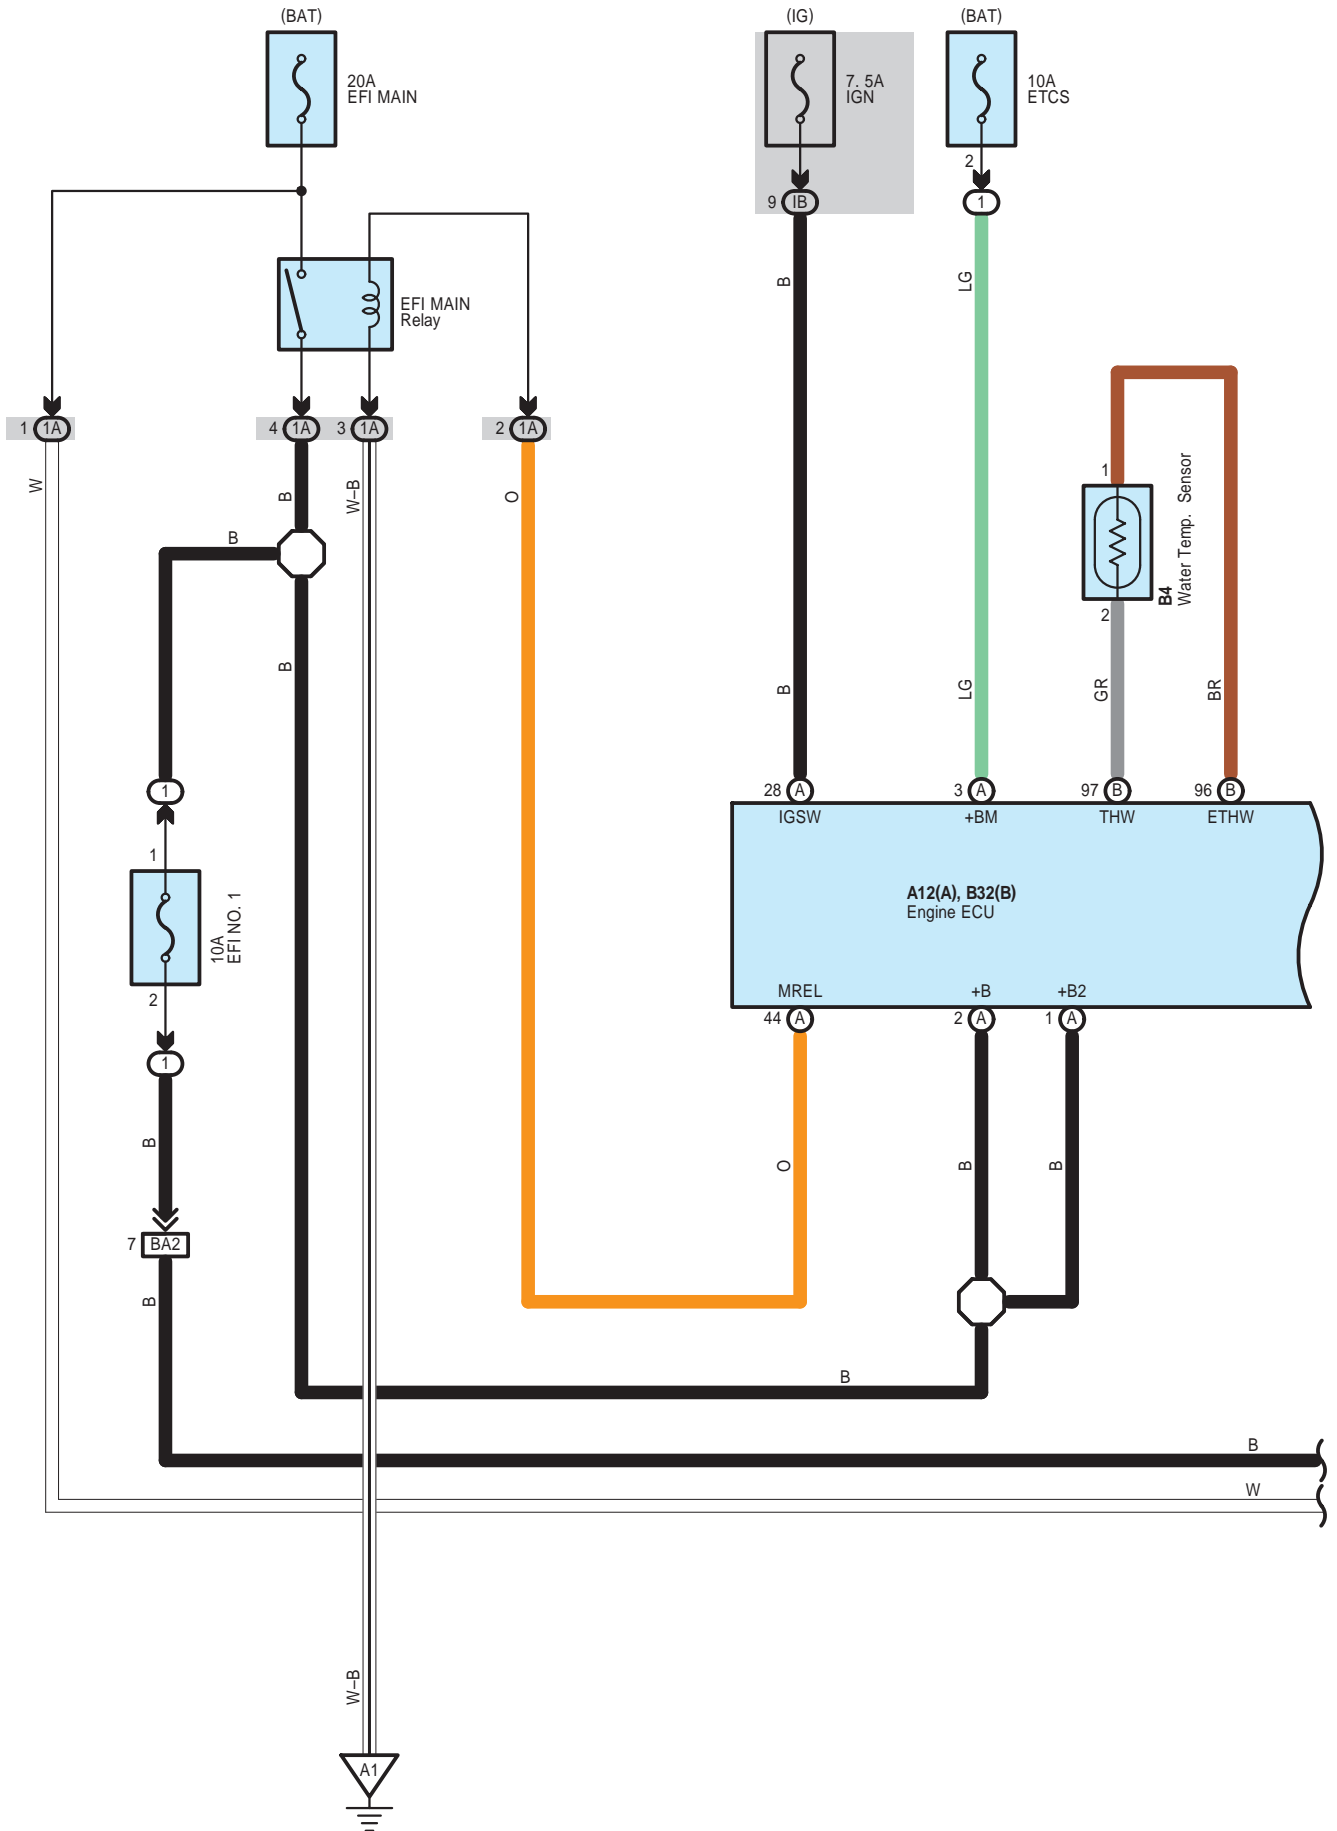 (BAT)
(IG)
(BAT)
20A
EFI MAIN
7. 5A
IGN
10A
ETCS
2
9 IB
1
B
LG
EFI MAIN
Relay
1 1A
4 1A
3 1A
2 1A
W
B
W–B
O
B
B
1
B4
Water Temp. Sensor
2
B
LG
GR
BR
1
1
10A
EFI NO. 1
2
1
28 A
3 A
97 B
96 B
IGSW
+BM
THW
ETHW
A12(A), B32(B)
Engine ECU
MREL
+B
+B2
44 A
2 A
1 A
B
O
B
B
7 BA2
B
B
B
W
W–B
A1